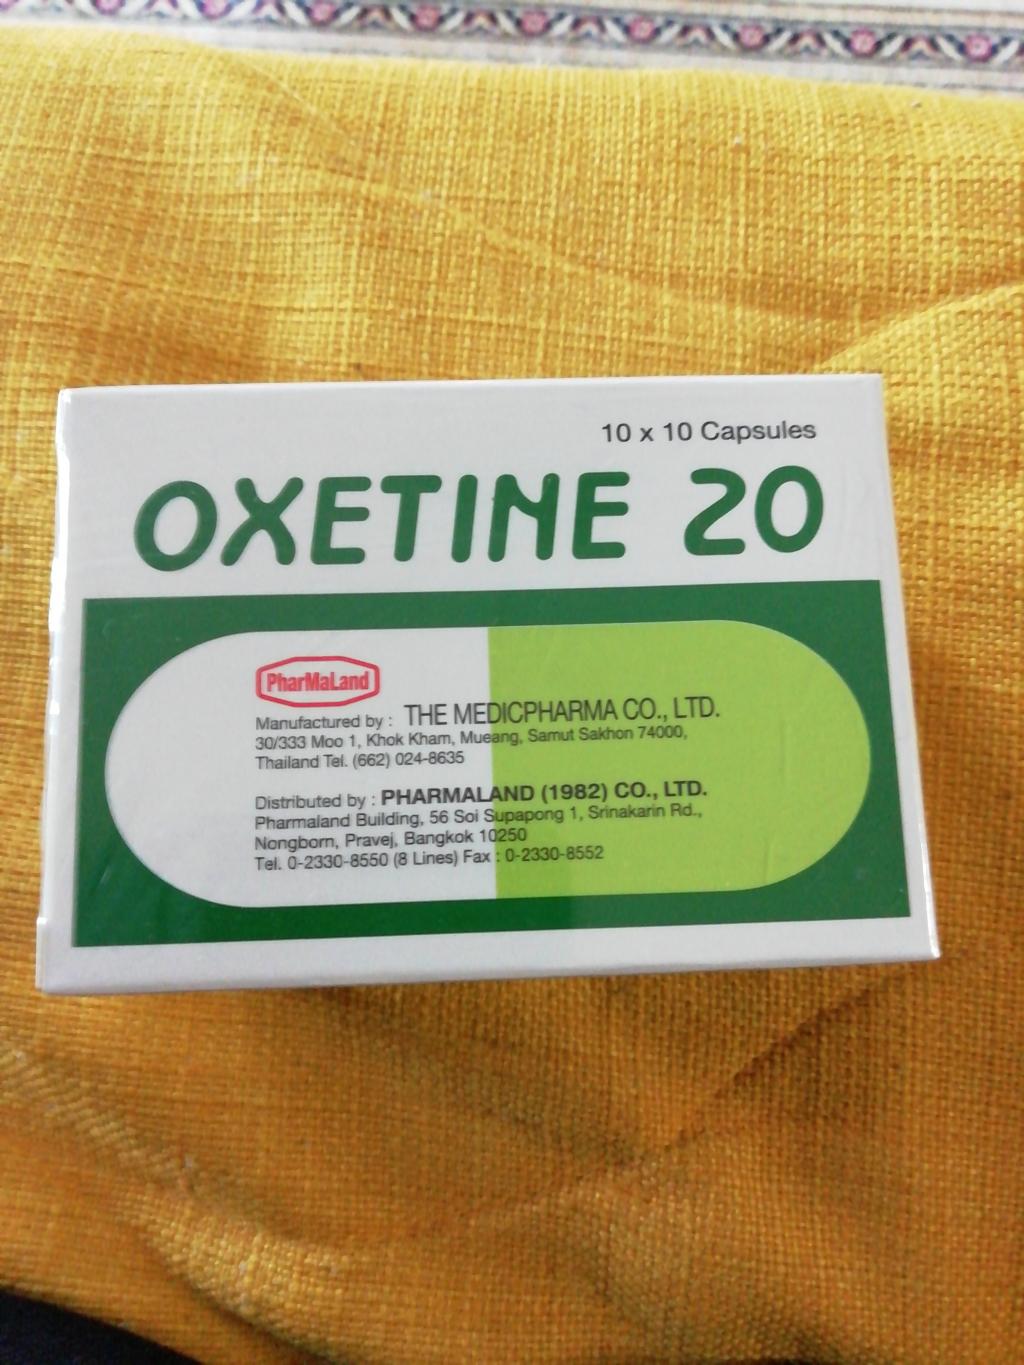 10 x 10 Capsules
OXETINE 20
PharMaLand
Manufactured by : THE MEDICPHARMA CO., LTD.
30/333 Moo 1, Khok Kham, Mueang, Samut Sakhon 74000,
Thailand Tel. (662) 024-8635
Distributed by : PHARMALAND (1982) CO., LTD.
Pharmaland Building, 56 Soi Supapong 1, Srinakarin Rd.,
Nongborn, Pravej, Bangkok 10250
Tel. 0-2330-8550 (8 Lines) Fax : 0-2330-8552